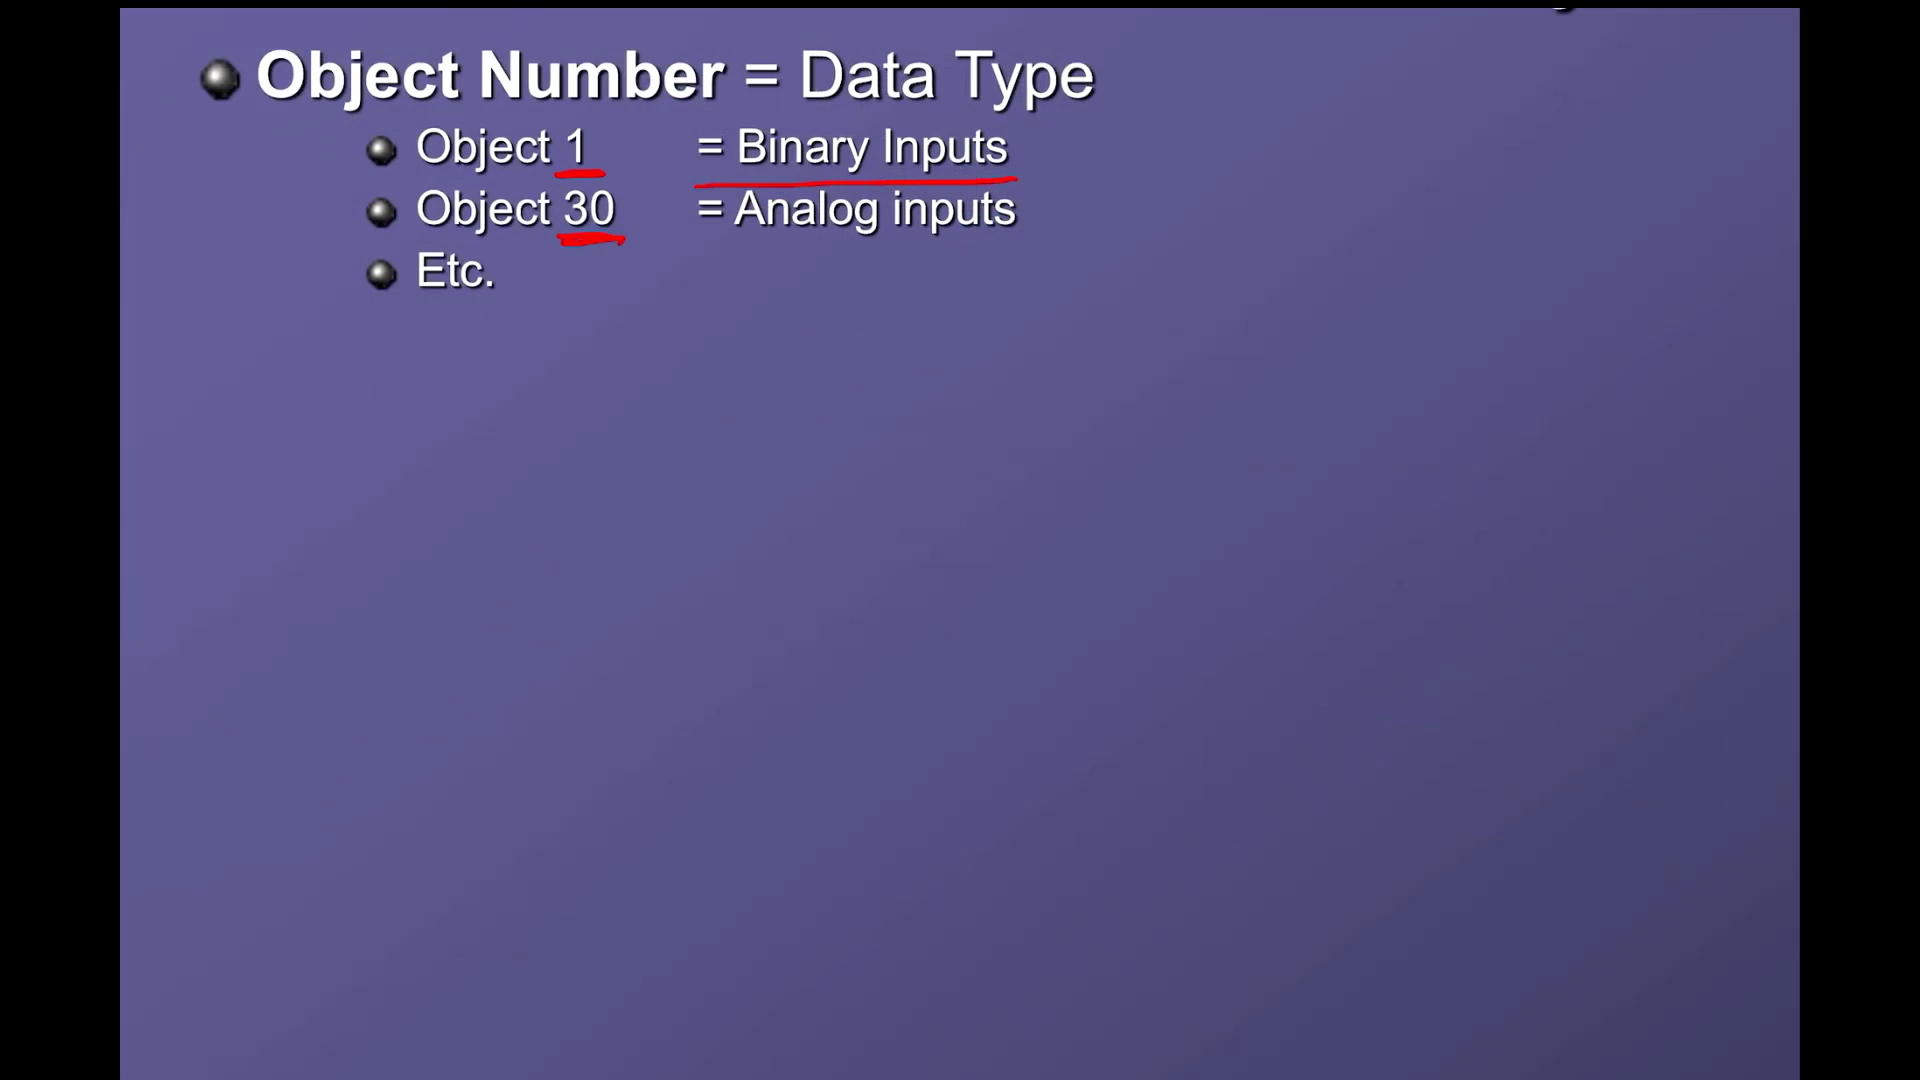 Object Number = Data Type
Object 1 = Binary Inputs
Object 30 = Analog inputs
Etc.